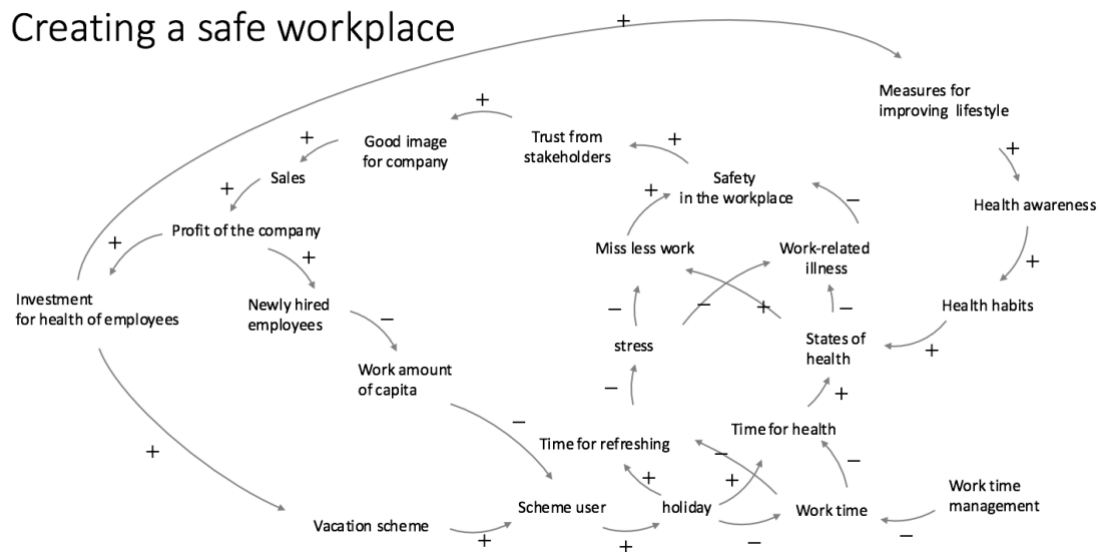 Creating a safe workplace
+
Measures for
improving lifestyle
+
Good image
for company
Trust from
stakeholders
+
+
+
Sales
Safety
in the workplace
+
+
−
Health awareness
Profit of the company
+
+
Miss less work
Work-related
illness
+
Investment
for health of employees
Newly hired
employees
−
−
−
+
−
Health habits
stress
States of
health
+
Work amount
of capita
−
+
−
Time for refreshing
Time for health
−
−
+
+
+
Work time
management
Vacation scheme
Scheme user
holiday
Work time
+
+
−
−